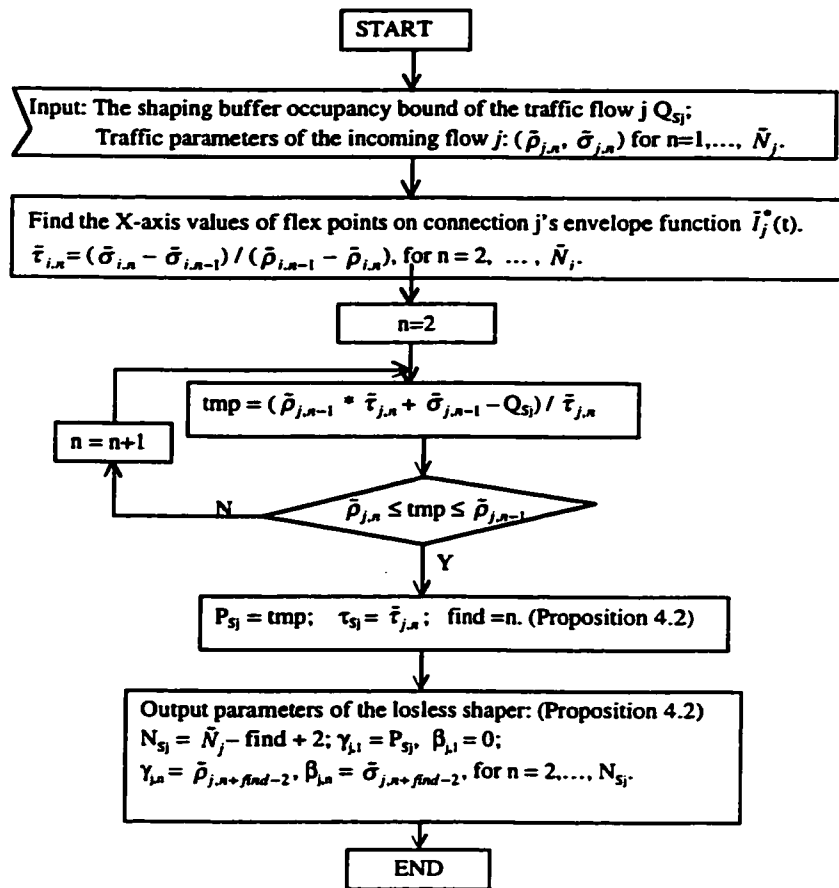 START
Input: The shaping buffer occupancy bound of the traffic flow j Q_Sj;
Traffic parameters of the incoming flow j: (ρ̃_j,n, σ̃_j,n) for n=1,..., Ñ_j.
Find the X-axis values of flex points on connection j's envelope function Ĩ_j*(t).
τ̃_i,n = (σ̃_i,n − σ̃_i,n−1) / (ρ̃_i,n−1 − ρ̃_i,n), for n = 2, ..., Ñ_i.
n=2
tmp = (ρ̃_j,n−1 * τ̃_j,n + σ̃_j,n−1 − Q_Sj) / τ̃_j,n
n = n+1
N
ρ̃_j,n ≤ tmp ≤ ρ̃_j,n−1
Y
P_Sj = tmp; τ_Sj = τ̃_j,n; find =n. (Proposition 4.2)
Output parameters of the losless shaper: (Proposition 4.2)
N_Sj = Ñ_j − find + 2; γ_j,1 = P_Sj, β_j,1 = 0;
γ_j,n = ρ̃_j,n+find−2, β_j,n = σ̃_j,n+find−2, for n = 2,..., N_Sj.
END